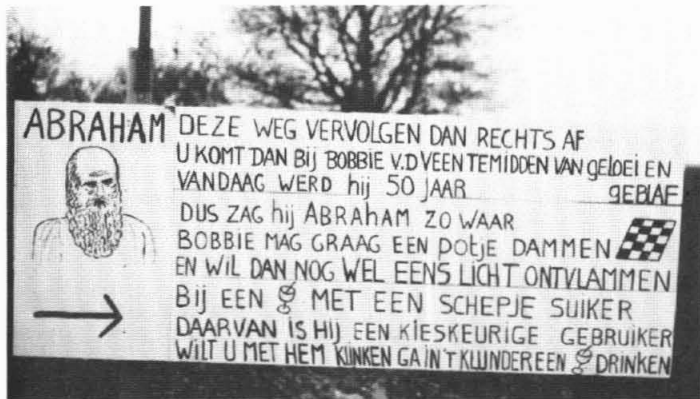 ABRAHAM
DEZE WEG VERVOLGEN DAN RECHTS AF
U KOMT DAN BIJ BOBBIE V.D VEEN TEMIDDEN VAN GELOEI EN
VANDAAG WERD hij 50 JAAR GEBLAF
DUS ZAG hij ABRAHAM ZO WAAR
BOBBIE MAG GRAAG EEN POTJE DAMMEN
EN WIL DAN NOG WEL EENS LICHT ONTVLAMMEN
BIJ EEN MET EEN SCHEPJE SUIKER
DAARVAN IS HIJ EEN KIESKEURIGE GEBRUIKER
WILT U MET HEM KLINKEN GA IN 'T KLUNDER EEN DRINKEN